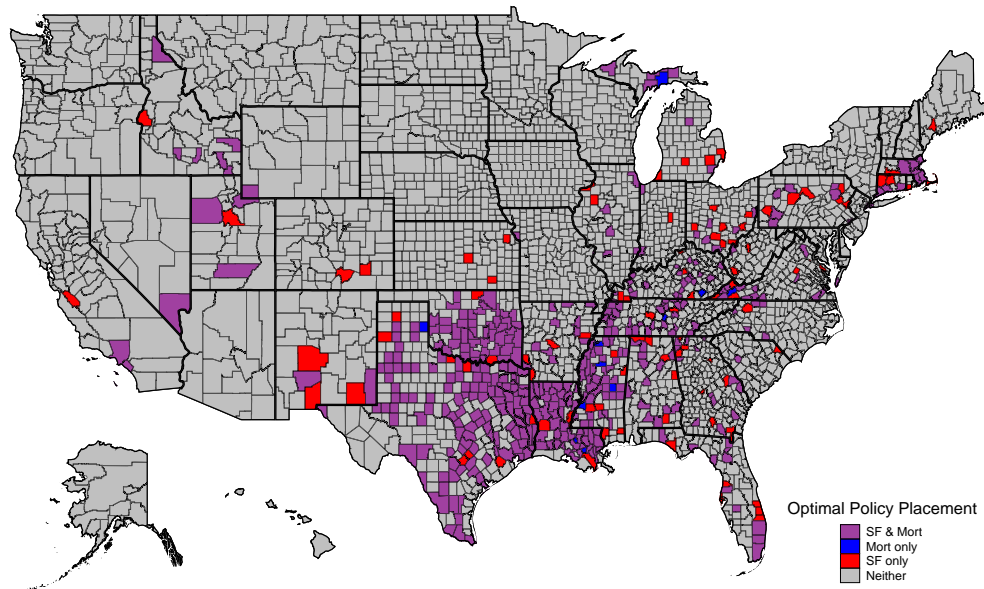 Optimal Policy Placement
SF & Mort
Mort only
SF only
Neither